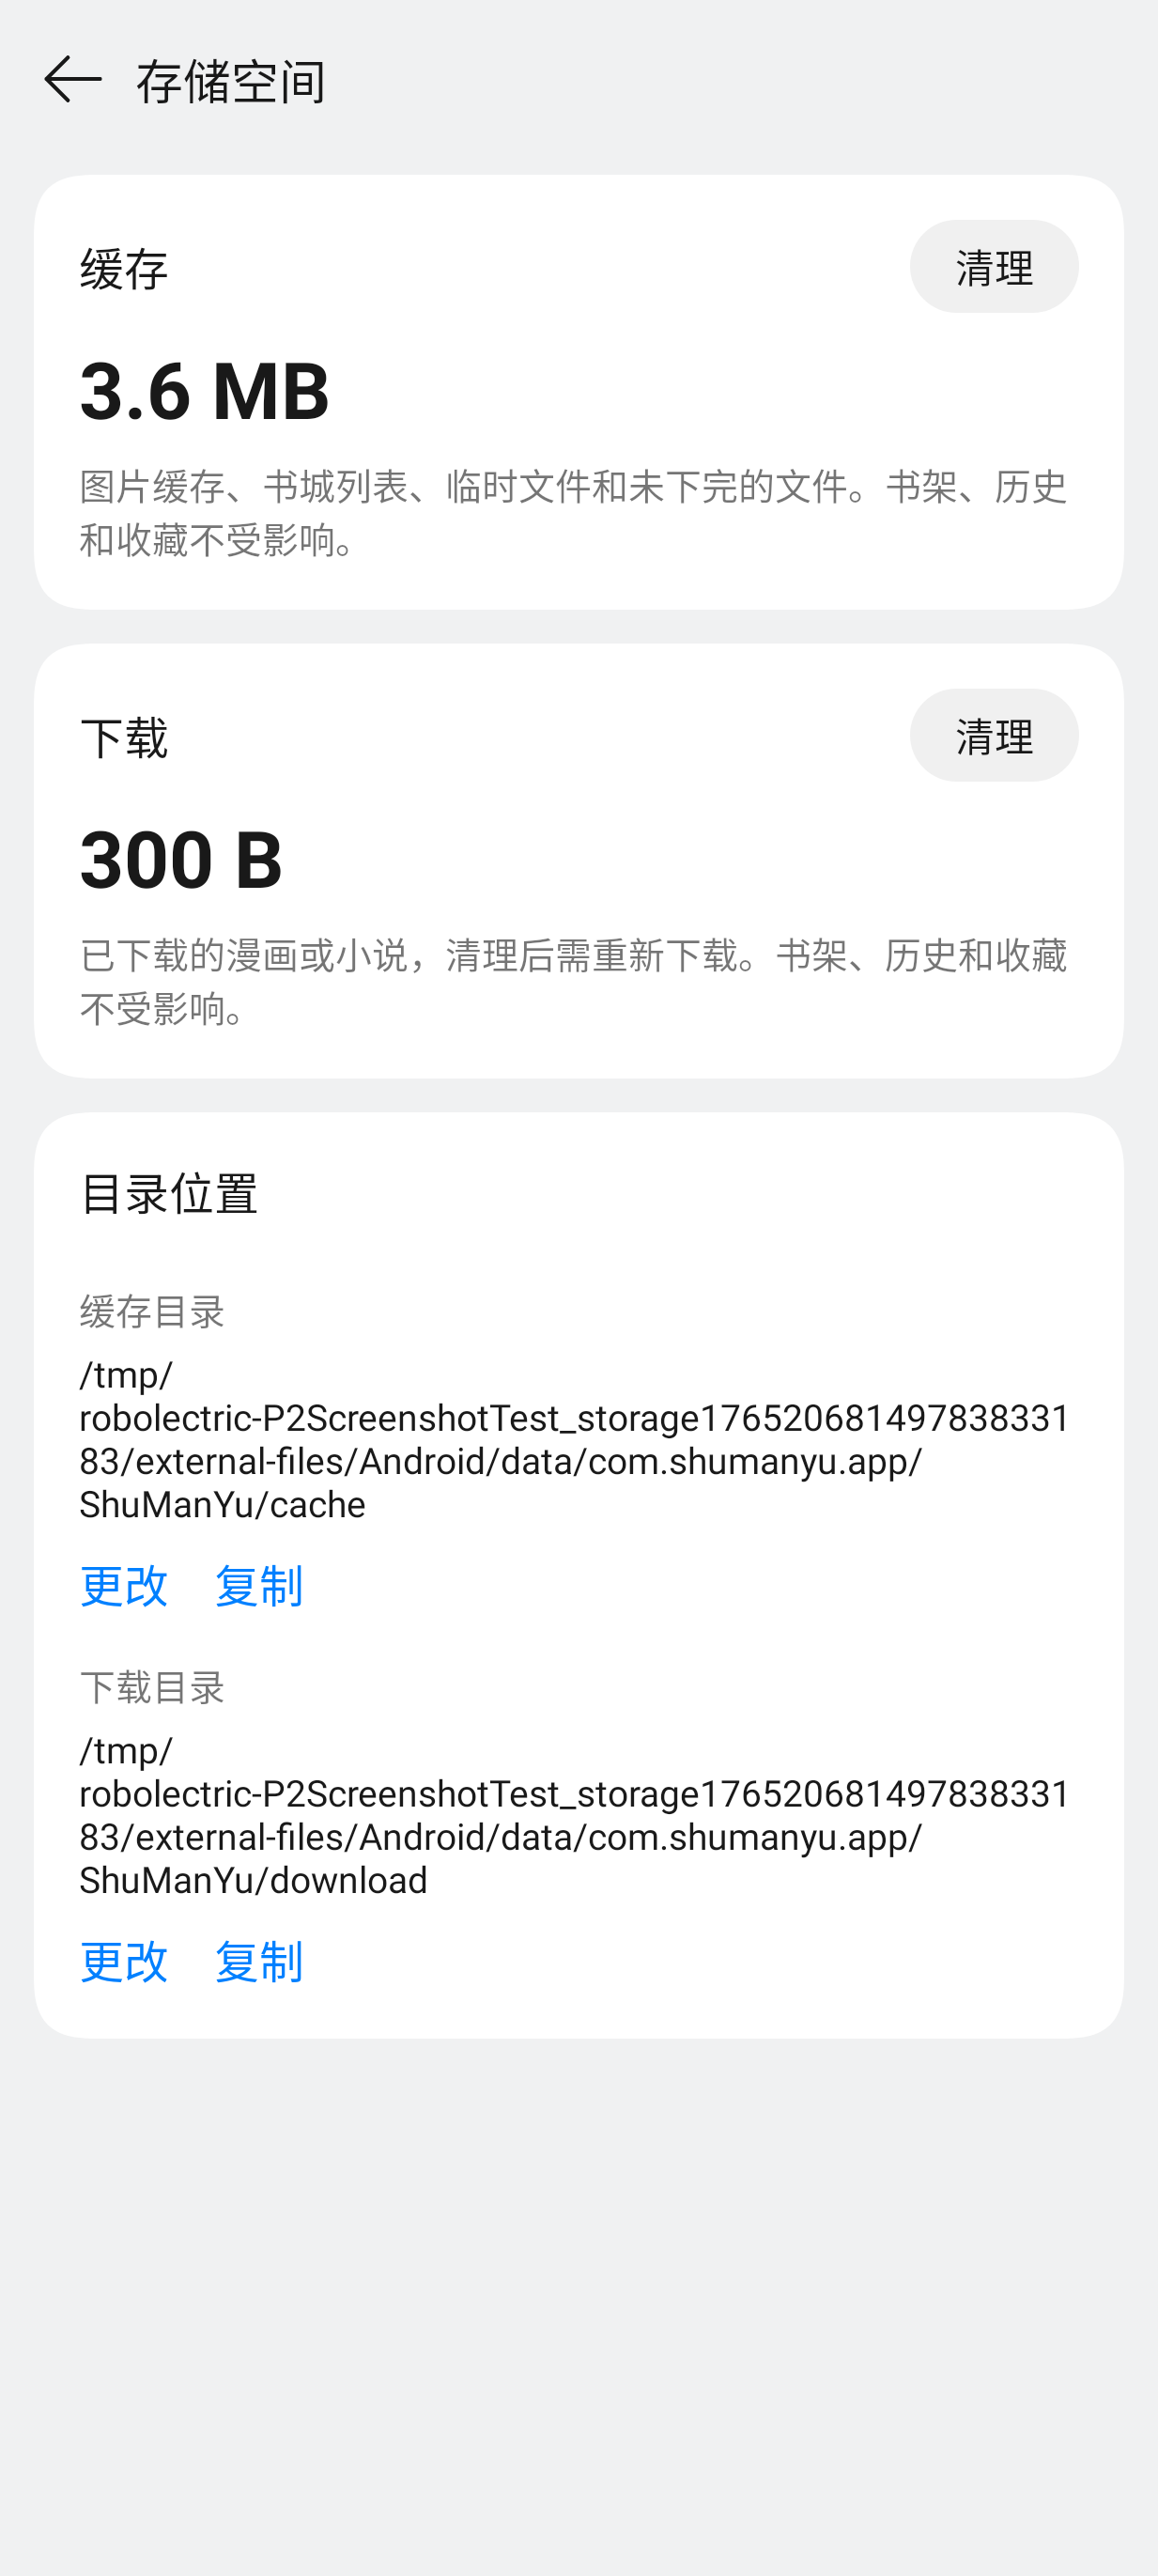 存储空间
缓存
清理
3.6 MB
图片缓存、书城列表、临时文件和未下完的文件。书架、历史
和收藏不受影响。
下载
清理
300 B
已下载的漫画或小说，清理后需重新下载。书架、历史和收藏
不受影响。
目录位置
缓存目录
/tmp/
robolectric-P2ScreenshotTest_storage176520681497838331
83/external-files/Android/data/com.shumanyu.app/
ShuManYu/cache
更改 复制
下载目录
/tmp/
robolectric-P2ScreenshotTest_storage176520681497838331
83/external-files/Android/data/com.shumanyu.app/
ShuManYu/download
更改 复制